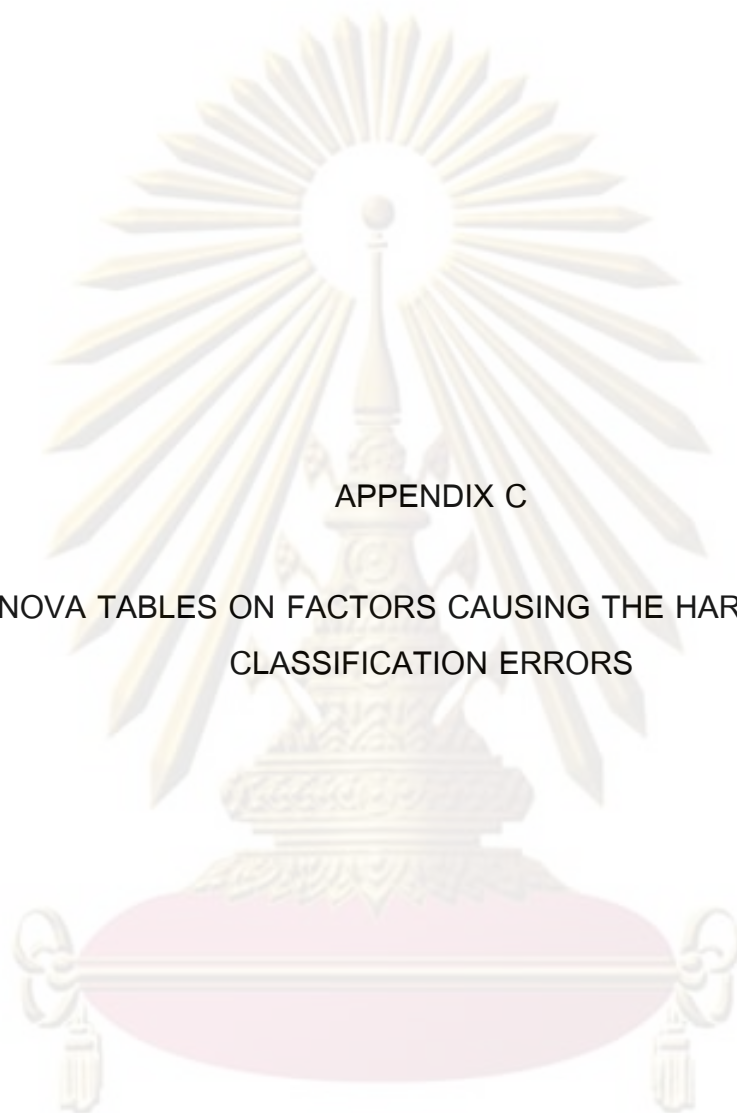 APPENDIX C
NOVA TABLES ON FACTORS CAUSING THE HAR
CLASSIFICATION ERRORS